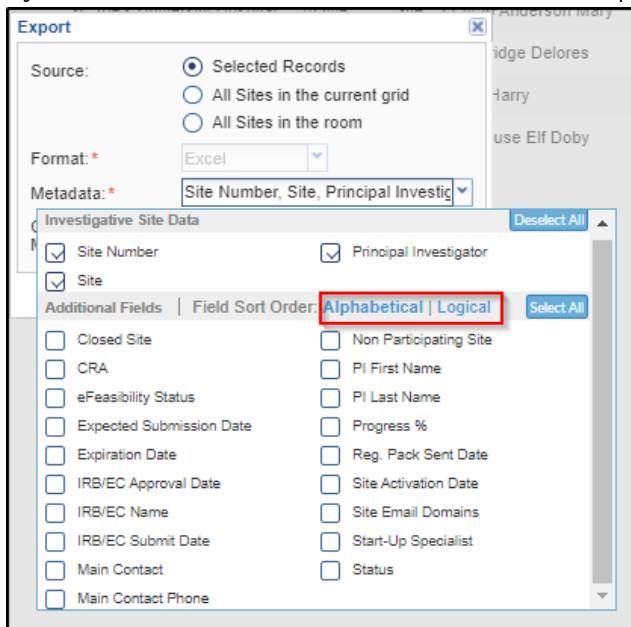 Anderson Mary
Export
Source:
Selected Records
idge Delores
All Sites in the current grid
Harry
All Sites in the room
use Elf Doby
Format: *
Excel
Metadata: *
Site Number, Site, Principal Investig
Investigative Site Data
Deselect All
Site Number
Principal Investigator
Site
Additional Fields | Field Sort Order: Alphabetical | Logical
Select All
Closed Site
Non Participating Site
CRA
PI First Name
eFeasibility Status
PI Last Name
Expected Submission Date
Progress %
Expiration Date
Reg. Pack Sent Date
IRB/EC Approval Date
Site Activation Date
IRB/EC Name
Site Email Domains
IRB/EC Submit Date
Start-Up Specialist
Main Contact
Status
Main Contact Phone